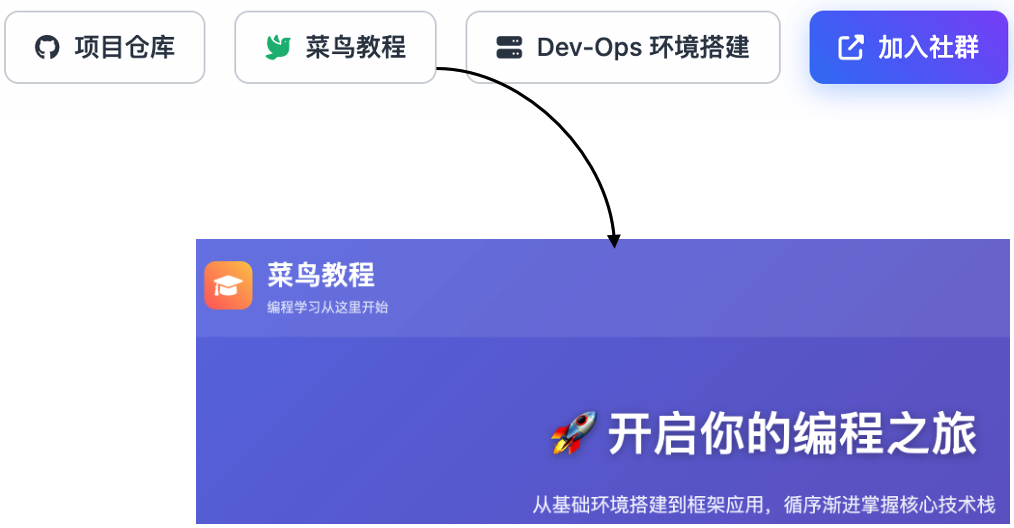 项目仓库
菜鸟教程
Dev-Ops 环境搭建
加入社群
菜鸟教程
编程学习从这里开始
开启你的编程之旅
从基础环境搭建到框架应用，循序渐进掌握核心技术栈